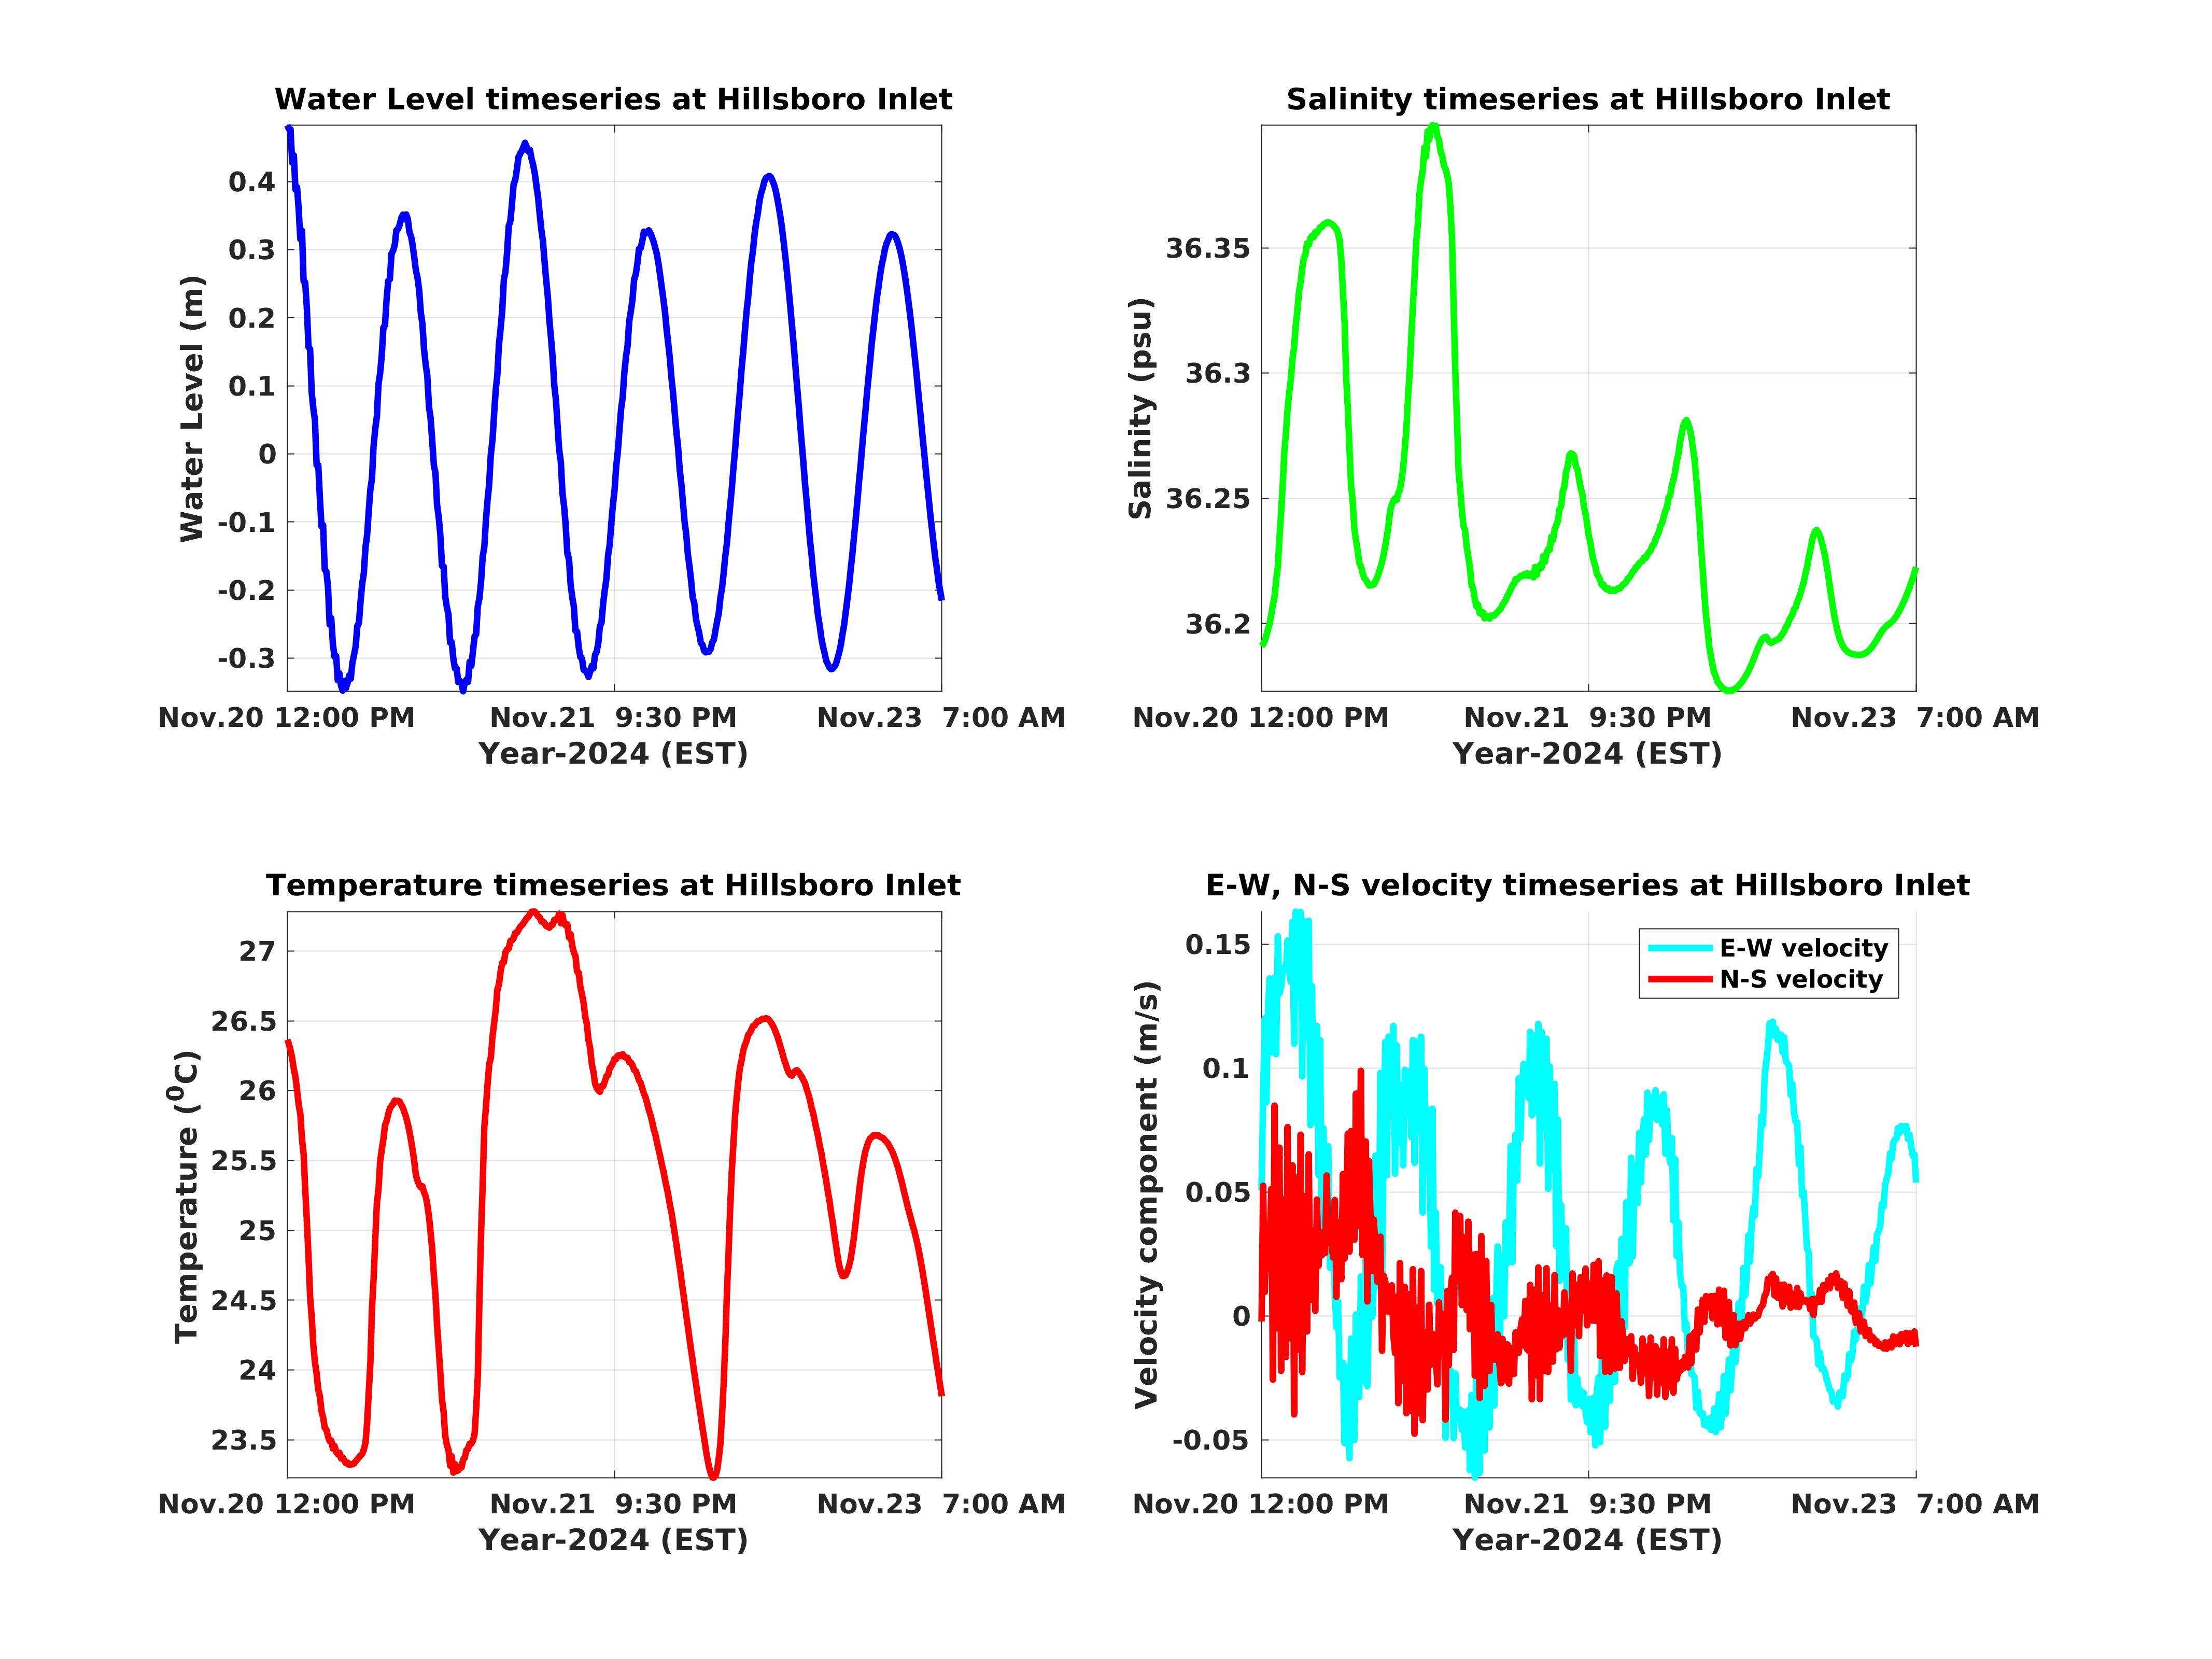 Water Level timeseries at Hillsboro Inlet
Water Level (m)
0.4
0.3
0.2
0.1
0
-0.1
-0.2
-0.3
Nov.20 12:00 PM Nov.21 9:30 PM Nov.23 7:00 AM
Year-2024 (EST)
Salinity timeseries at Hillsboro Inlet
Salinity (psu)
36.35
36.3
36.25
36.2
Nov.20 12:00 PM Nov.21 9:30 PM Nov.23 7:00 AM
Year-2024 (EST)
Temperature timeseries at Hillsboro Inlet
Temperature (⁰C)
27
26.5
26
25.5
25
24.5
24
23.5
Nov.20 12:00 PM Nov.21 9:30 PM Nov.23 7:00 AM
Year-2024 (EST)
E-W, N-S velocity timeseries at Hillsboro Inlet
E-W velocity
N-S velocity
Velocity component (m/s)
0.15
0.1
0.05
0
-0.05
Nov.20 12:00 PM Nov.21 9:30 PM Nov.23 7:00 AM
Year-2024 (EST)